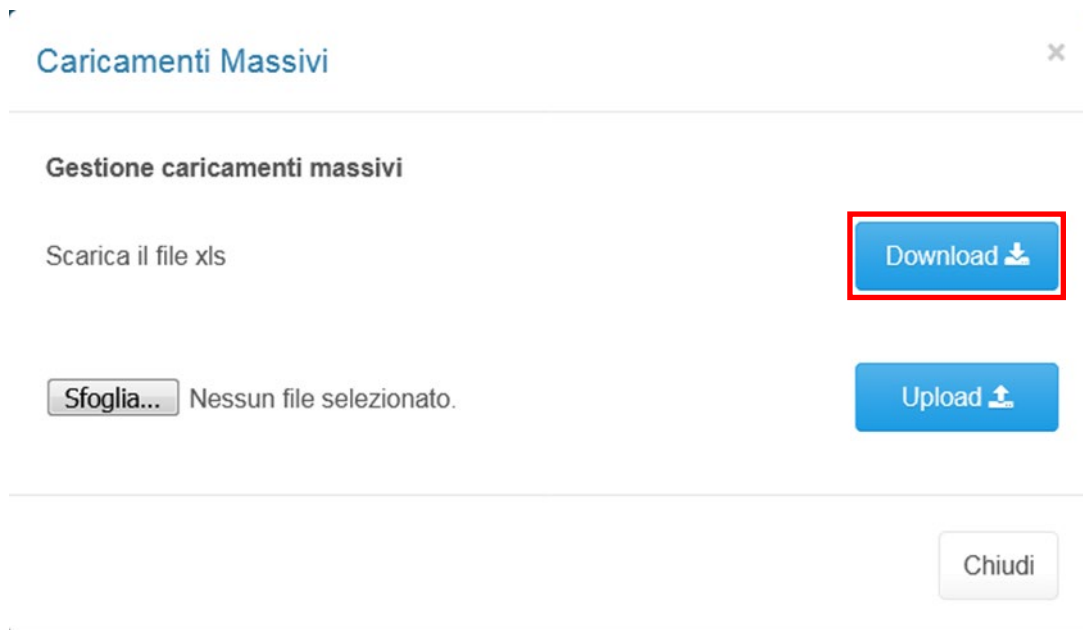 Caricamenti Massivi
×
Gestione caricamenti massivi
Scarica il file xls
Download
Sfoglia... Nessun file selezionato.
Upload
Chiudi